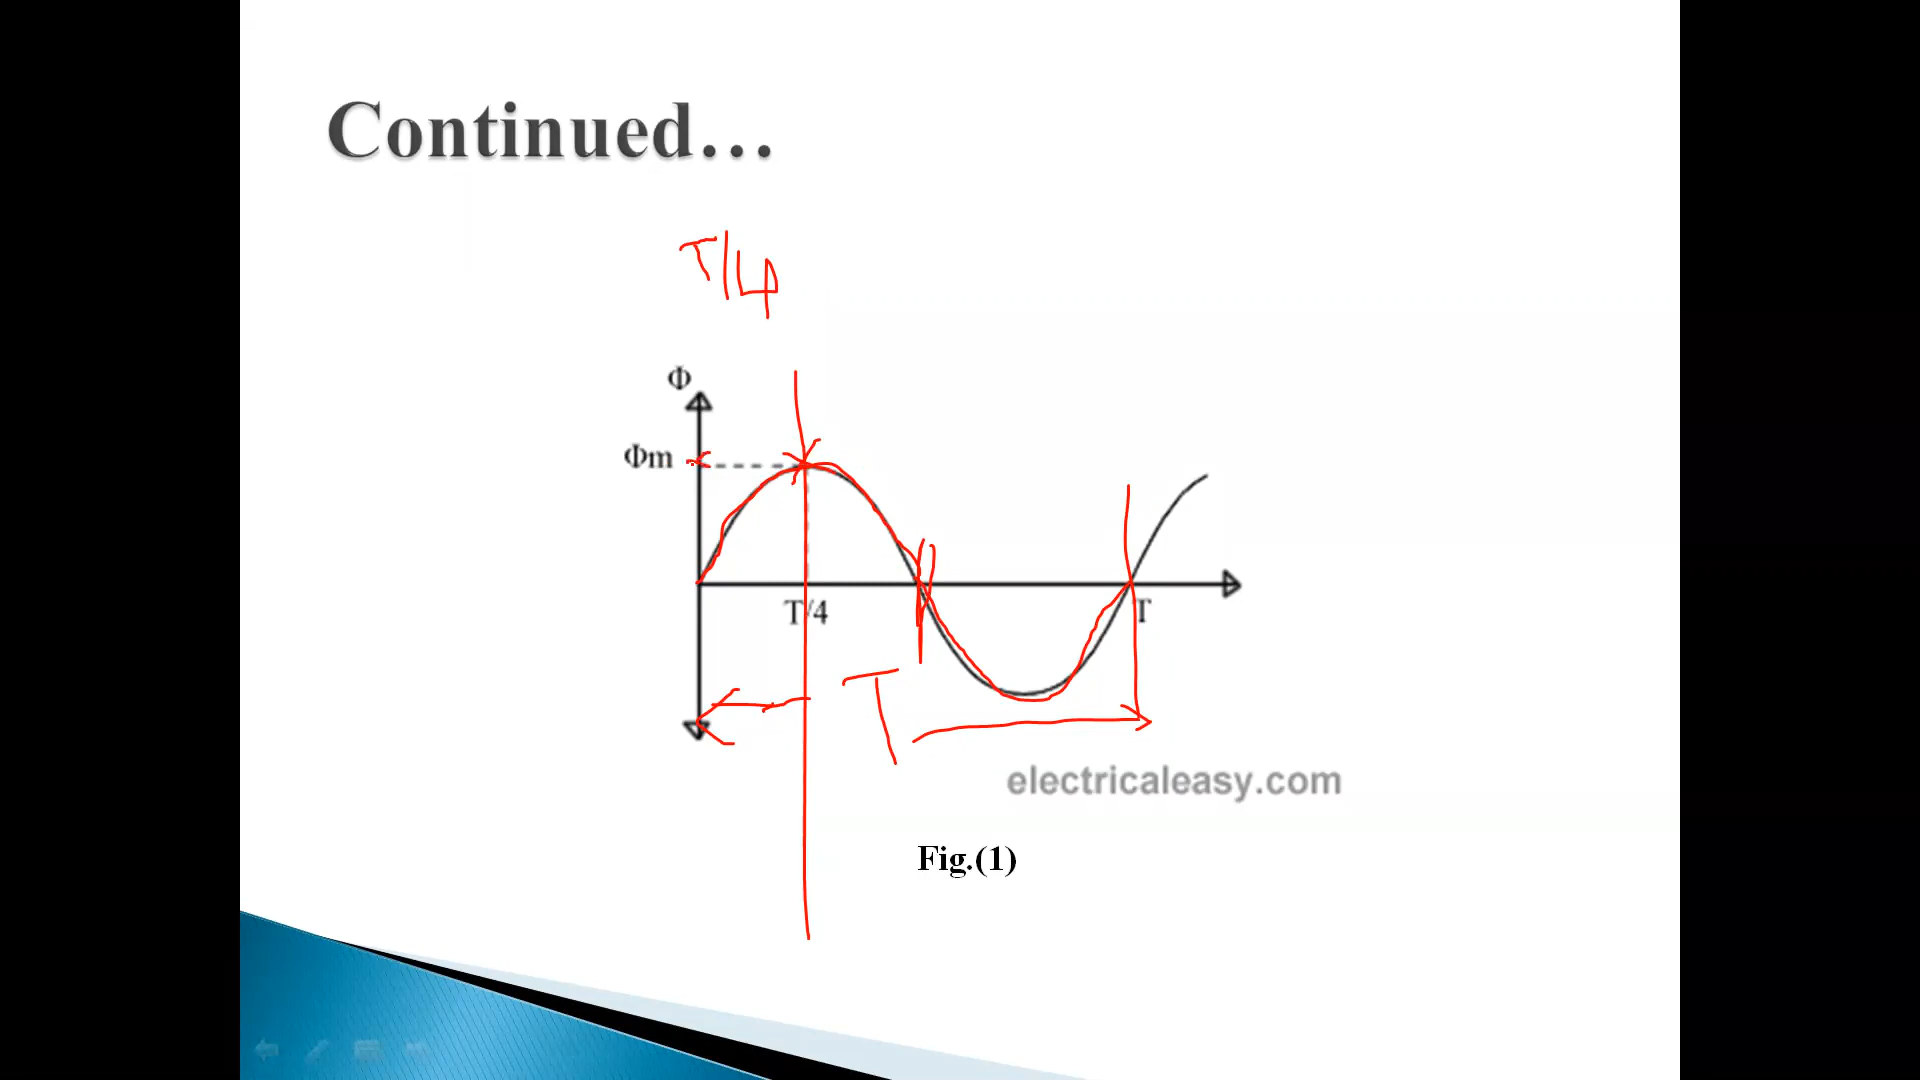 Continued...
T/4
Φ
Φm
T/4
T
T
electricaleasy.com
Fig.(1)